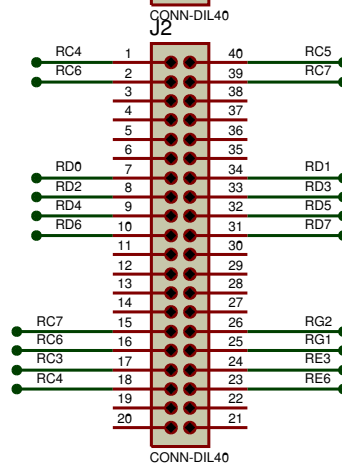 CONN-DIL40
J2
RC4 1 40 RC5
RC6 2 39 RC7
3 38
4 37
5 36
6 35
RD0 7 34 RD1
RD2 8 33 RD3
RD4 9 32 RD5
RD6 10 31 RD7
11 30
12 29
13 28
14 27
RC7 15 26 RG2
RC6 16 25 RG1
RC3 17 24 RE3
RC4 18 23 RE6
19 22
20 21
CONN-DIL40